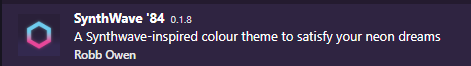 SynthWave '84 0.1.8
A Synthwave-inspired colour theme to satisfy your neon dreams
Robb Owen